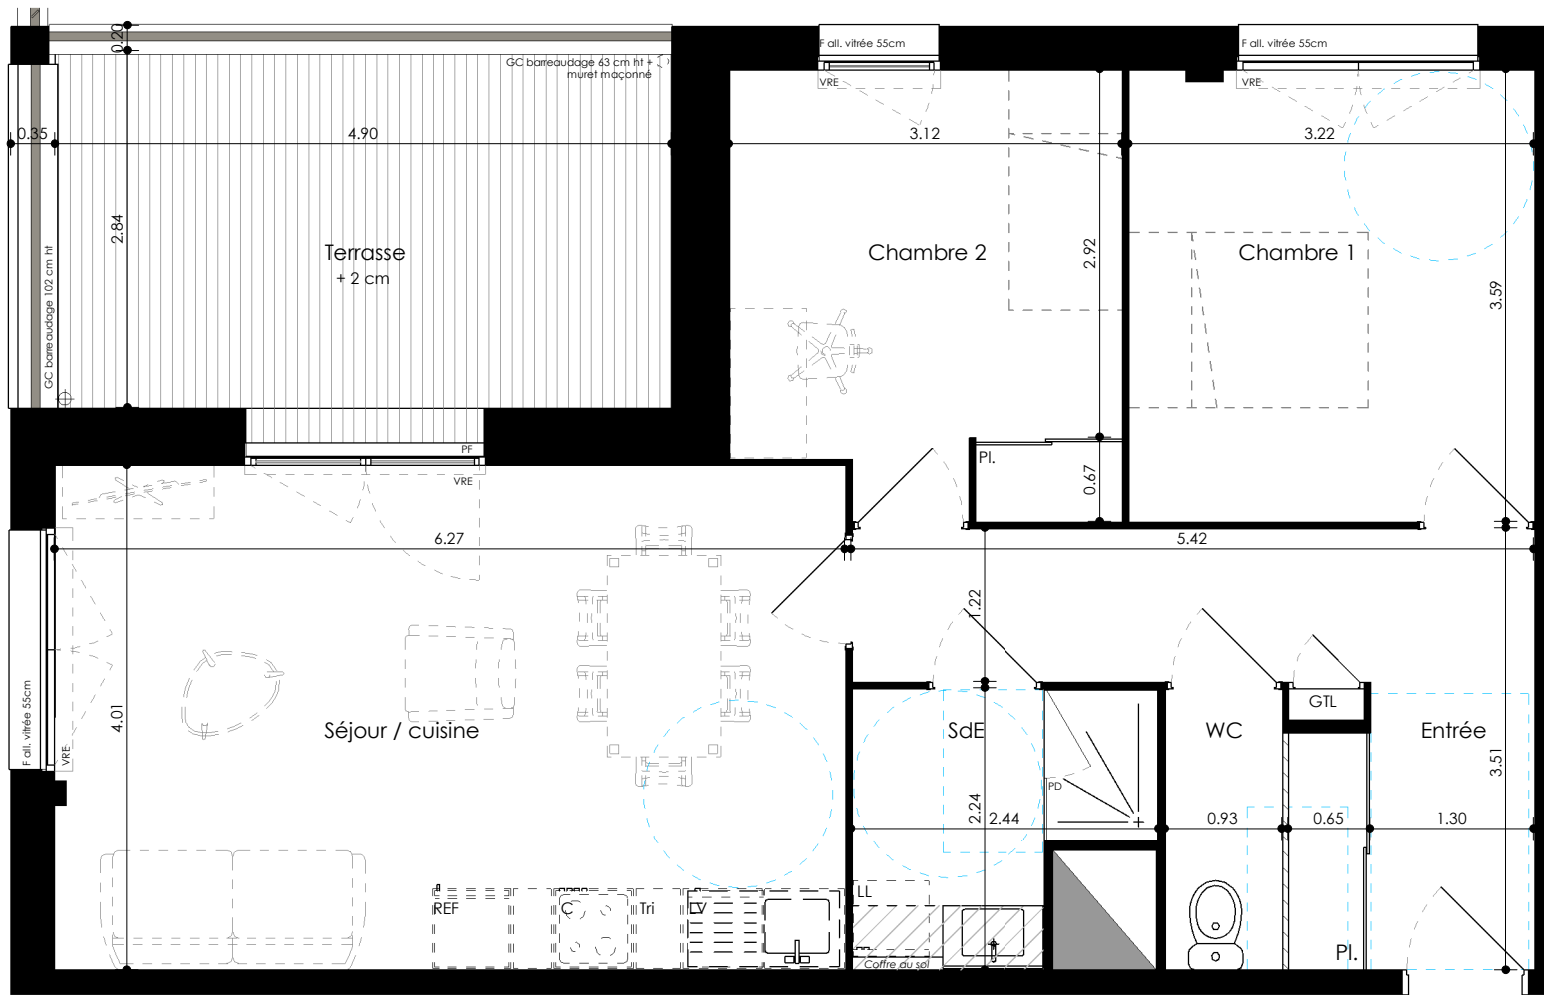 0.20
GC barreaudage 63 cm ht +
muret maçonné
F all. vitrée 55cm
VRE
F all. vitrée 55cm
VRE
0.35
4.90
3.12
3.22
2.84
Terrasse
+ 2 cm
GC barreaudage 102 cm ht
Chambre 2
2.92
Chambre 1
3.59
PF
VRE
Pl.
0.67
6.27
5.42
1.22
F all. vitrée 55cm
VRE
4.01
Séjour / cuisine
SdE
WC
GTL
Entrée
3.51
PD
2.24
2.44
0.93
0.65
1.30
REF
C
Tri
LV
LL
Coffre au sol
Pl.